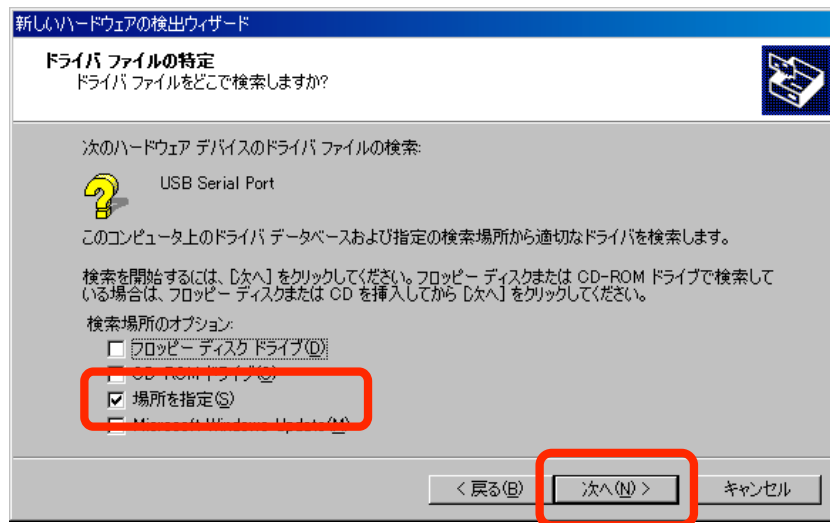 新しいハードウェアの検出ウィザード
ドライバ ファイルの特定
ドライバ ファイルをどこで検索しますか?
次のハードウェア デバイスのドライバ ファイルの検索:
USB Serial Port
このコンピュータ上のドライバ データベースおよび指定の検索場所から適切なドライバを検索します。
検索を開始するには、[次へ] をクリックしてください。フロッピー ディスクまたは CD-ROM ドライブで検索して
いる場合は、フロッピー ディスクまたは CD を挿入してから [次へ] をクリックしてください。
検索場所のオプション:
フロッピー ディスク ドライブ(D)
CD-ROM ドライブ(C)
場所を指定(S)
Microsoft Windows Update(M)
< 戻る(B) 次へ(N) > キャンセル